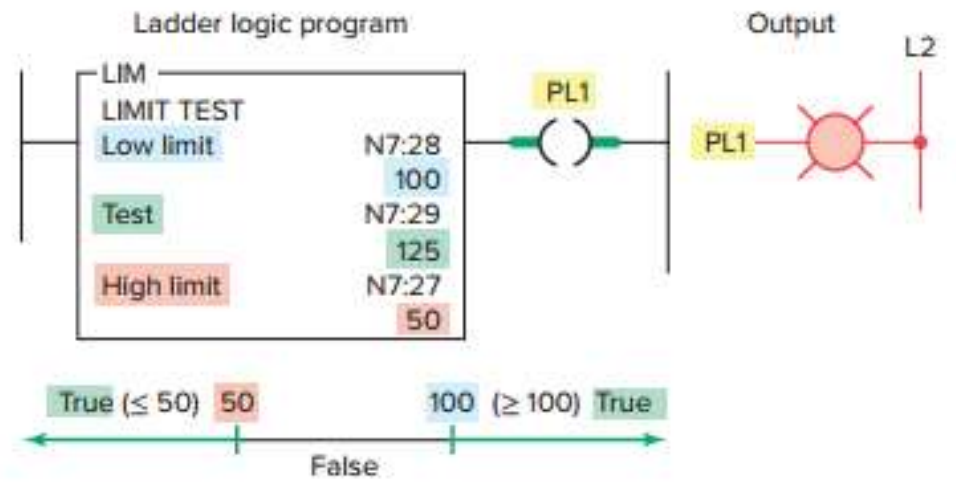 Ladder logic program
Output
L2
LIM
LIMIT TEST
Low limit N7:28
100
Test N7:29
125
High limit N7:27
50
PL1
PL1
True (≤ 50) 50 100 (≥ 100) True
False